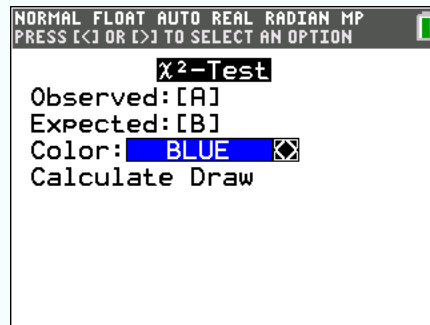 NORMAL FLOAT AUTO REAL RADIAN MP
PRESS [<] OR [>] TO SELECT AN OPTION
χ²-Test
Observed:[A]
Expected:[B]
Color: BLUE
Calculate Draw